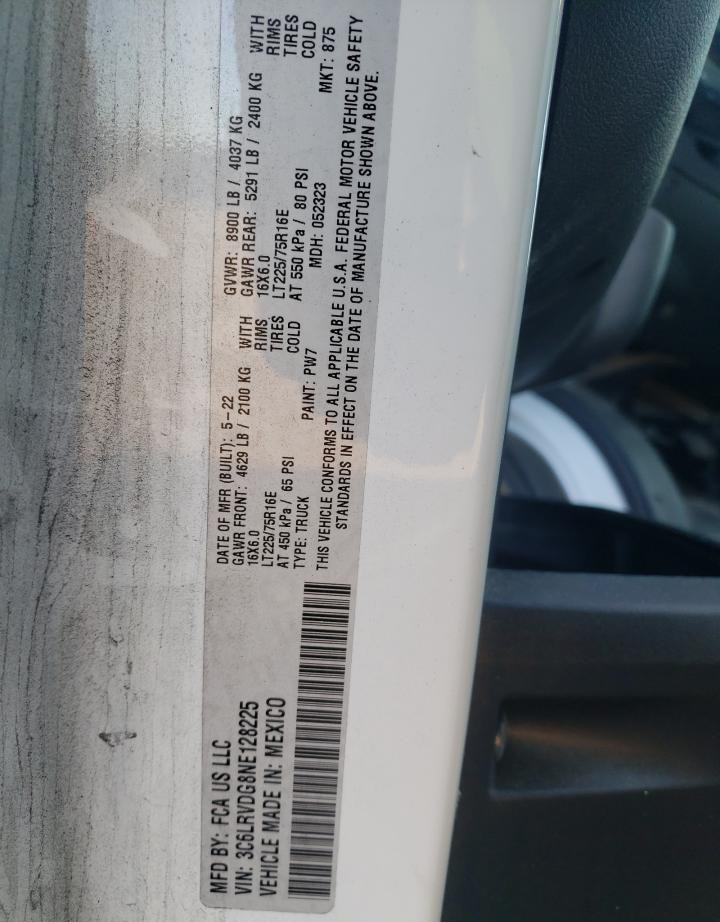 MFD BY: FCA US LLC
VIN: 3C6LRVDG8NE128225
VEHICLE MADE IN: MEXICO
DATE OF MFR (BUILT): 5-22 GVWR: 8900 LB / 4037 KG
GAWR FRONT: 4629 LB / 2100 KG WITH GAWR REAR: 5291 LB / 2400 KG WITH
16X6.0 RIMS 16X6.0 RIMS
LT225/75R16E TIRES LT225/75R16E TIRES
AT 450 kPa / 65 PSI COLD AT 550 kPa / 80 PSI COLD
TYPE: TRUCK PAINT: PW7 MDH: 052323 MKT: 875
THIS VEHICLE CONFORMS TO ALL APPLICABLE U.S.A. FEDERAL MOTOR VEHICLE SAFETY
STANDARDS IN EFFECT ON THE DATE OF MANUFACTURE SHOWN ABOVE.